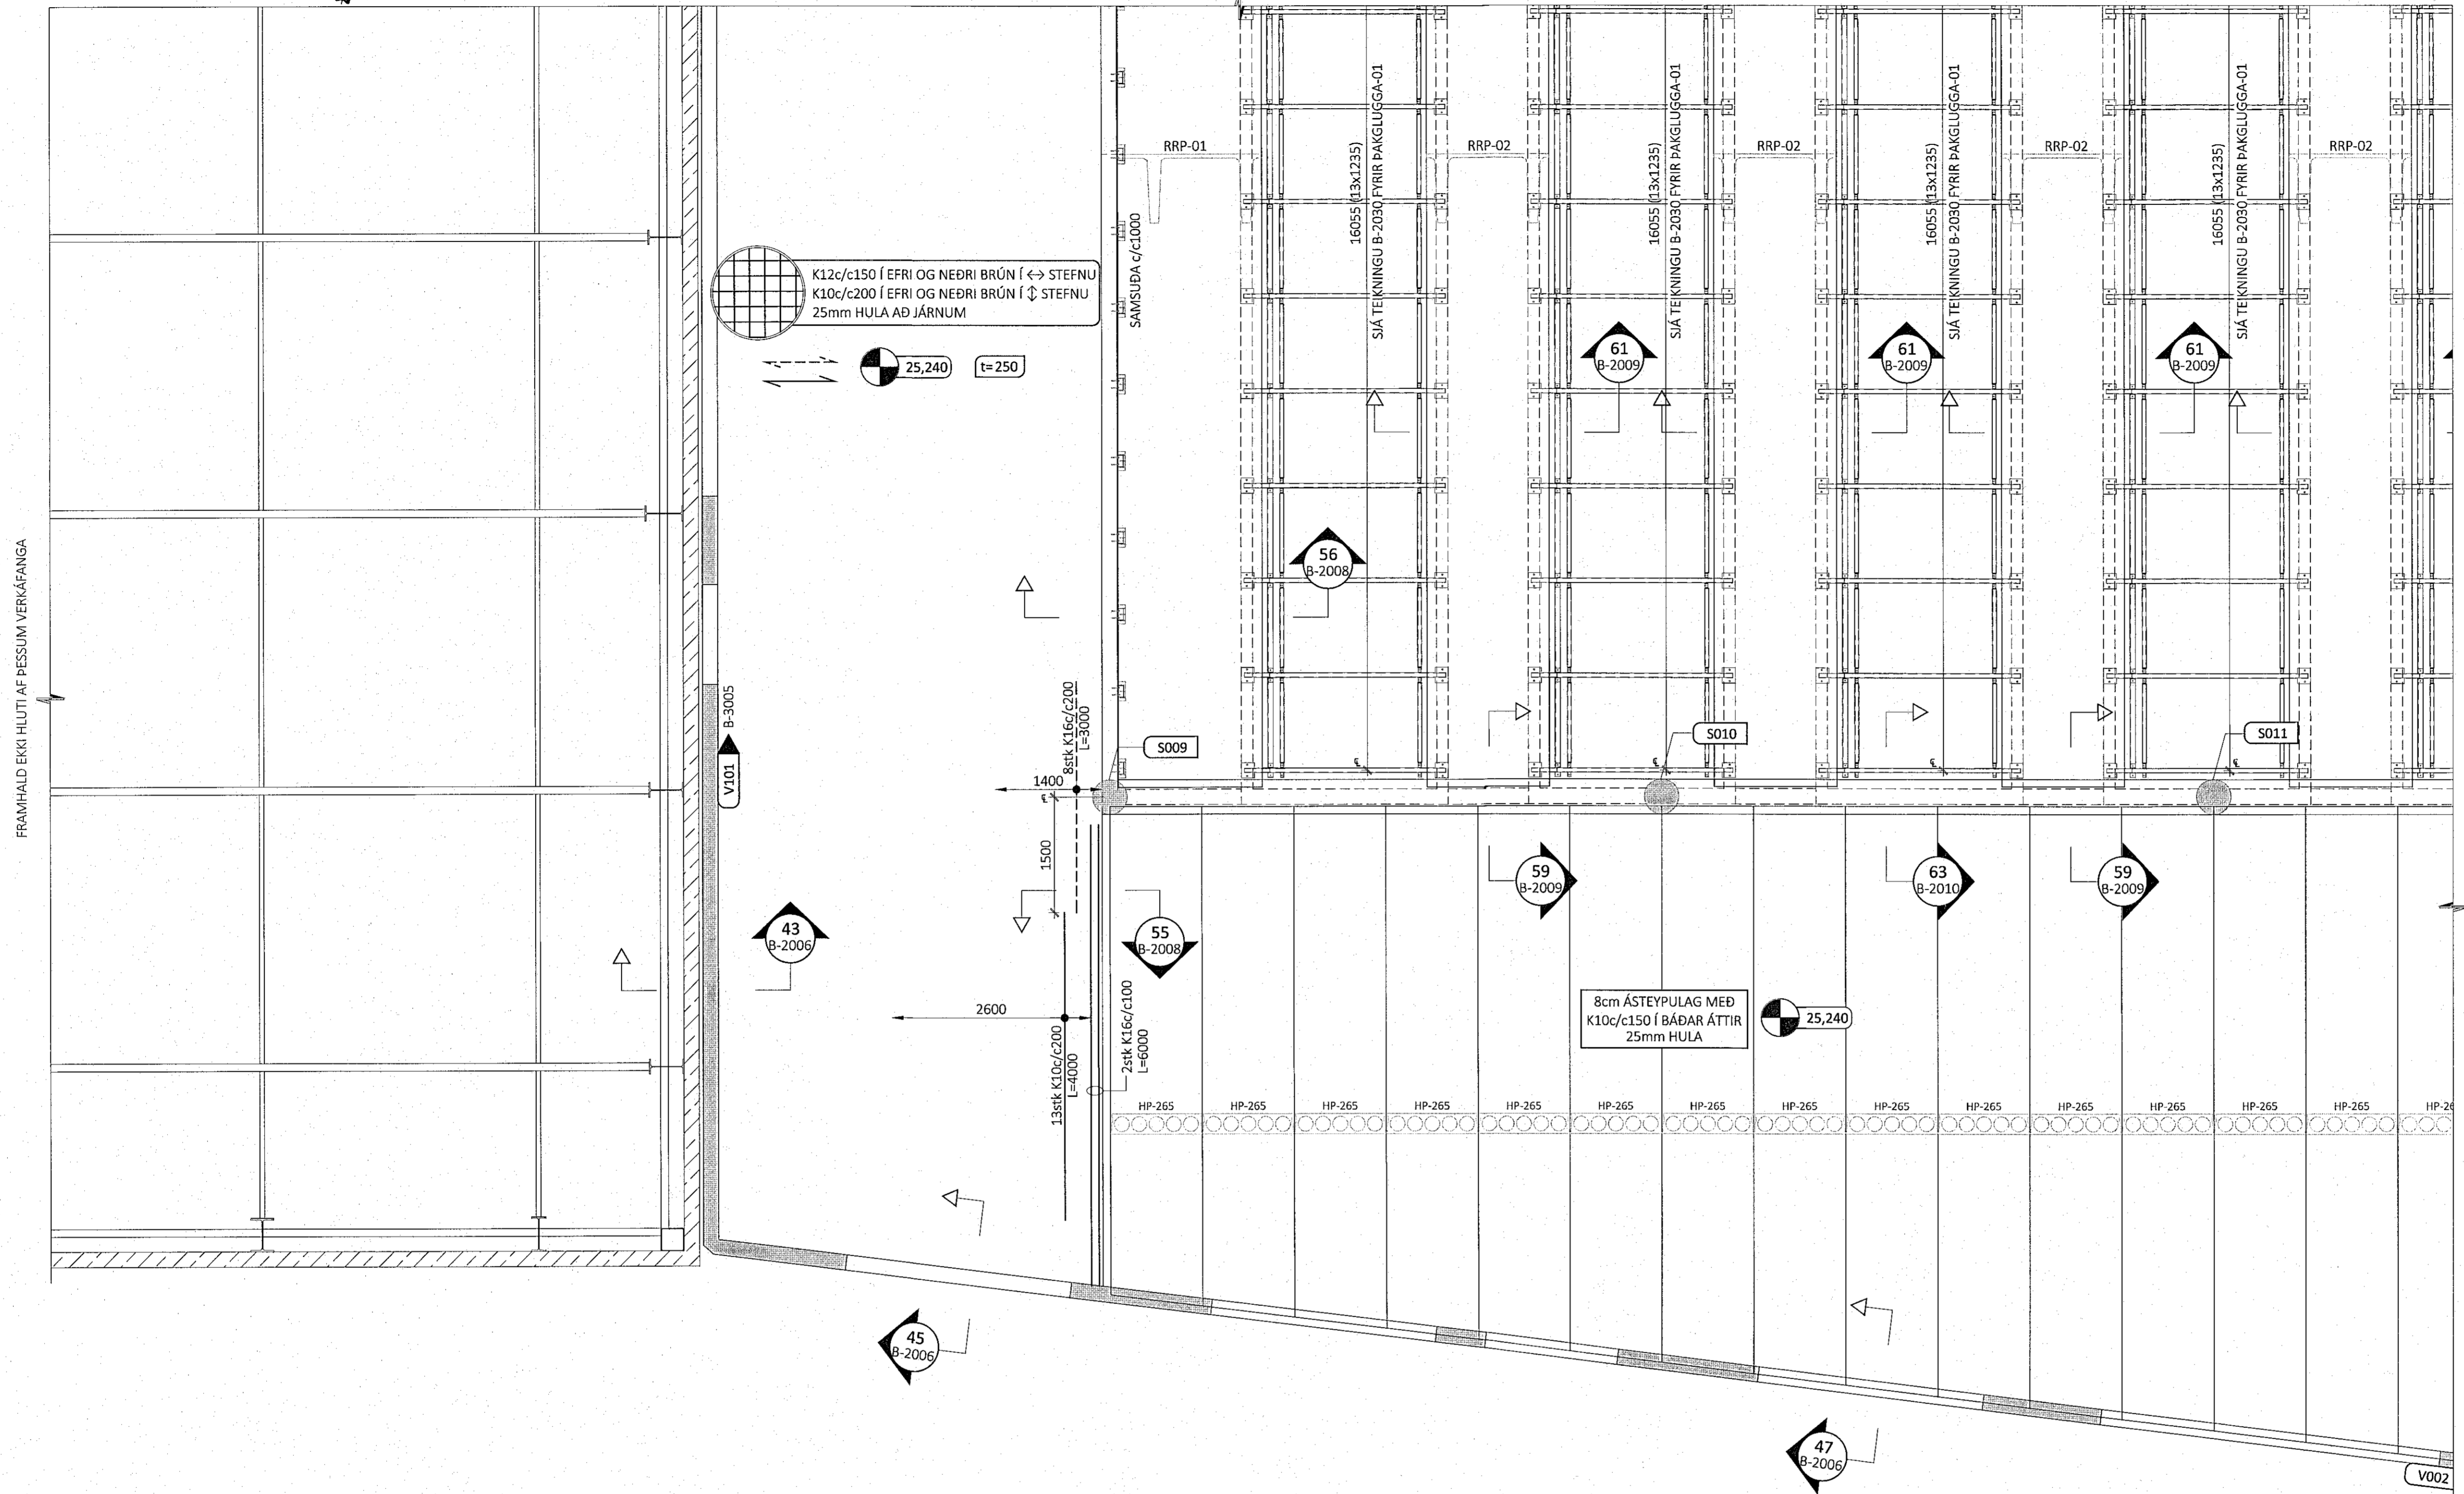 FRAMHALD EKKI HLUTI AF ÞESSUM VERKÁFANGA
K12c/c150 Í EFRI OG NEÐRI BRÚN Í ↔ STEFNU
K10c/c200 Í EFRI OG NEÐRI BRÚN Í ↕ STEFNU
25mm HULA AÐ JÁRNUM
25,240
t=250
SAMSUÐA c/c1000
RRP-01
RRP-02
RRP-02
RRP-02
RRP-02
16055 (13x1235)
SJÁ TEIKNINGU B-2030 FYRIR ÞAKGLUGGA-01
16055 (13x1235)
SJÁ TEIKNINGU B-2030 FYRIR ÞAKGLUGGA-01
16055 (13x1235)
SJÁ TEIKNINGU B-2030 FYRIR ÞAKGLUGGA-01
16055 (13x1235)
SJÁ TEIKNINGU B-2030 FYRIR ÞAKGLUGGA-01
61
B-2009
61
B-2009
61
B-2009
56
B-2008
V101
B-3005
8stk K16c/c200
L=3000
1400
1500
S009
S010
S011
43
B-2006
55
B-2008
59
B-2009
63
B-2010
59
B-2009
2600
13stk K10c/c200
L=4000
2stk K16c/c100
L=6000
8cm ÁSTEYPULAG MEÐ
K10c/c150 Í BÁÐAR ÁTTIR
25mm HULA
25,240
HP-265
HP-265
HP-265
HP-265
HP-265
HP-265
HP-265
HP-265
HP-265
HP-265
HP-265
HP-265
HP-265
HP-265
HP-26
45
B-2006
47
B-2006
V002